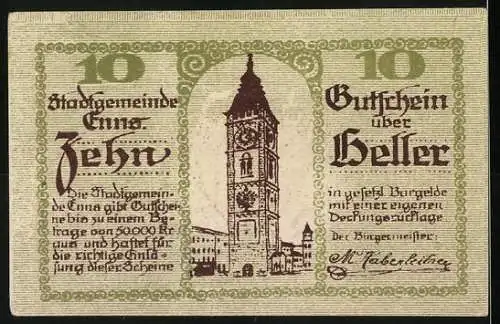 10
Stadtgemeinde
Enns.
Zehn
Die Stadtgemein-
de Enns gibt Gutschei-
ne bis zu einem Be-
trage von 50.000 Kr
aus und haftet für
die richtige Einlö-
sung dieser Scheine
10
Gutschein
über
Heller
in gesetzl Bargelde
mit einer eigenen
Deckungsrücklage
Der Bürgermeister: